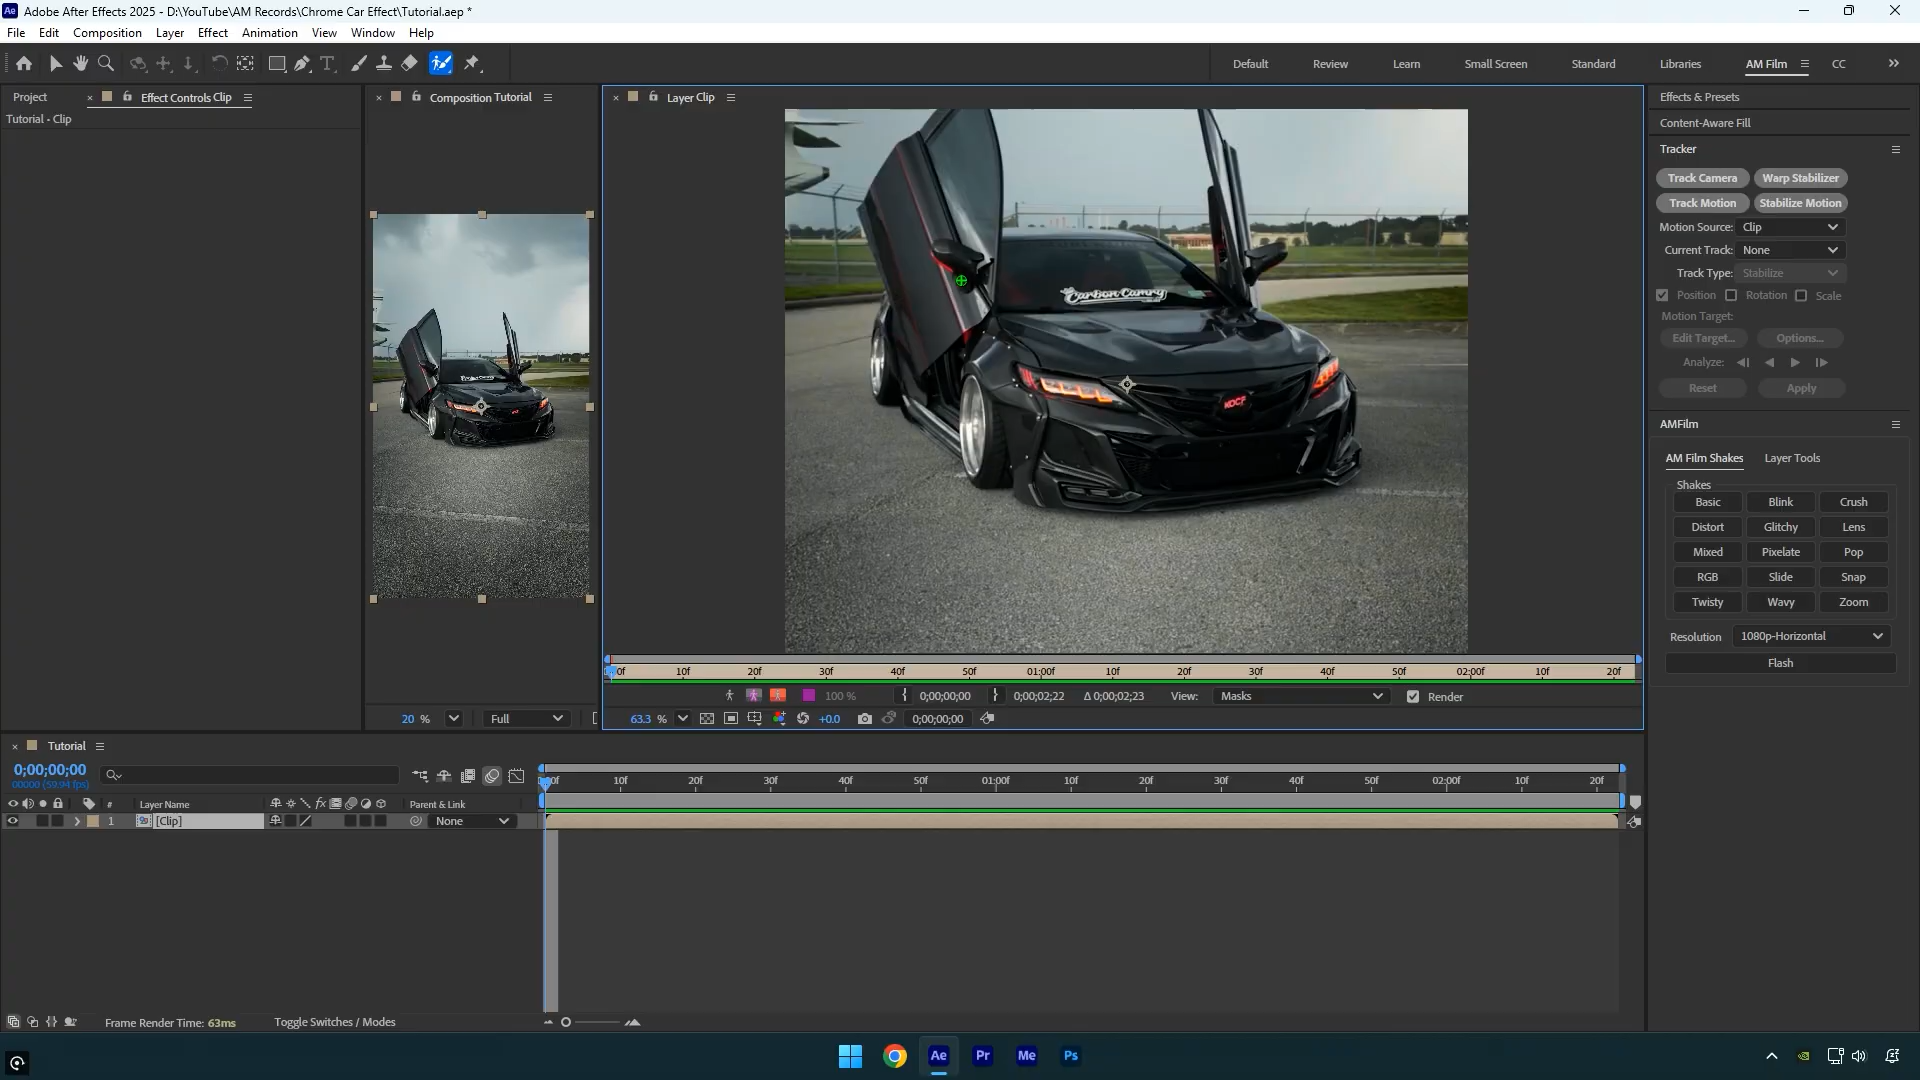 Adobe After Effects 2025 - D:\YouTube\AM Records\Chrome Car Effect\Tutorial.aep *
File Edit Composition Layer Effect Animation View Window Help
Default Review Learn Small Screen Standard Libraries AM Film CC
Project Effect Controls Clip Composition Tutorial Layer Clip
Tutorial • Clip
Effects & Presets
Content-Aware Fill
Tracker
Track Camera Warp Stabilizer
Track Motion Stabilize Motion
Motion Source: Clip
Current Track: None
Track Type: Stabilize
Position Rotation Scale
Motion Target:
Edit Target... Options...
Analyze:
Reset Apply
AMFilm
AM Film Shakes Layer Tools
Shakes
Basic Blink Crush
Distort Glitchy Lens
Mixed Pixelate Pop
RGB Slide Snap
Twisty Wavy Zoom
Resolution 1080p-Horizontal
Flash
Carbon Camry
KOCF
10f 20f 30f 40f 50f 01:00f 10f 20f 30f 40f 50f 02:00f 10f 20f
100 % 0;00;00;00 0;00;02;22 Δ 0;00;02;23 View: Masks Render
20 % Full 63.3 % +0.0 0;00;00;00
Tutorial
0;00;00;00
00000 (59.94 fps)
10f 20f 30f 40f 50f 01:00f 10f 20f 30f 40f 50f 02:00f 10f 20f
# Layer Name fx Parent & Link
1 [Clip] None
Frame Render Time: 63ms Toggle Switches / Modes
Ae Pr Me Ps